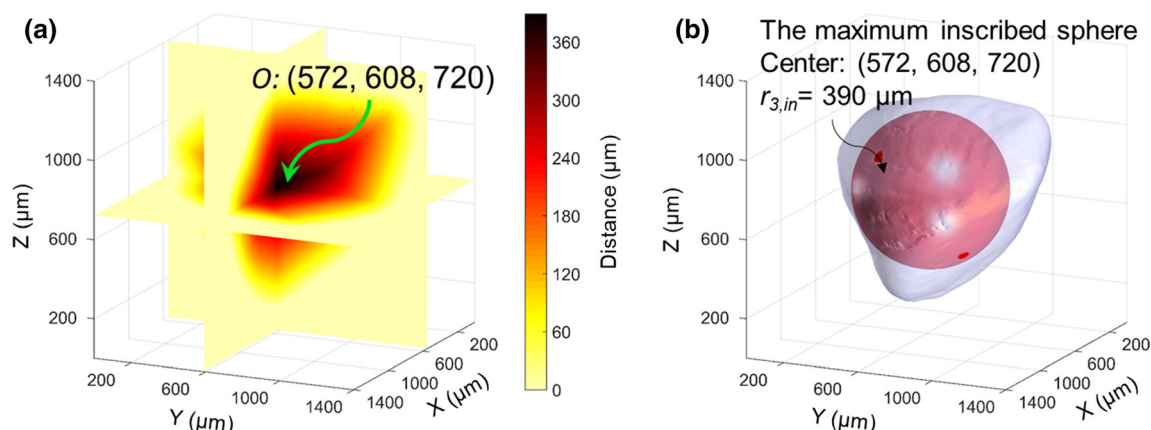 (a)
O: (572, 608, 720)
1400
1000
600
200
Z (µm)
200
600
1000
1400
Y (µm)
1400
1000
600
200
X (µm)
360
300
240
180
120
60
0
Distance (µm)
(b)
The maximum inscribed sphere
Center: (572, 608, 720)
r3,in= 390 µm
1400
1000
600
200
Z (µm)
200
600
1000
1400
Y (µm)
1400
1000
600
200
X (µm)